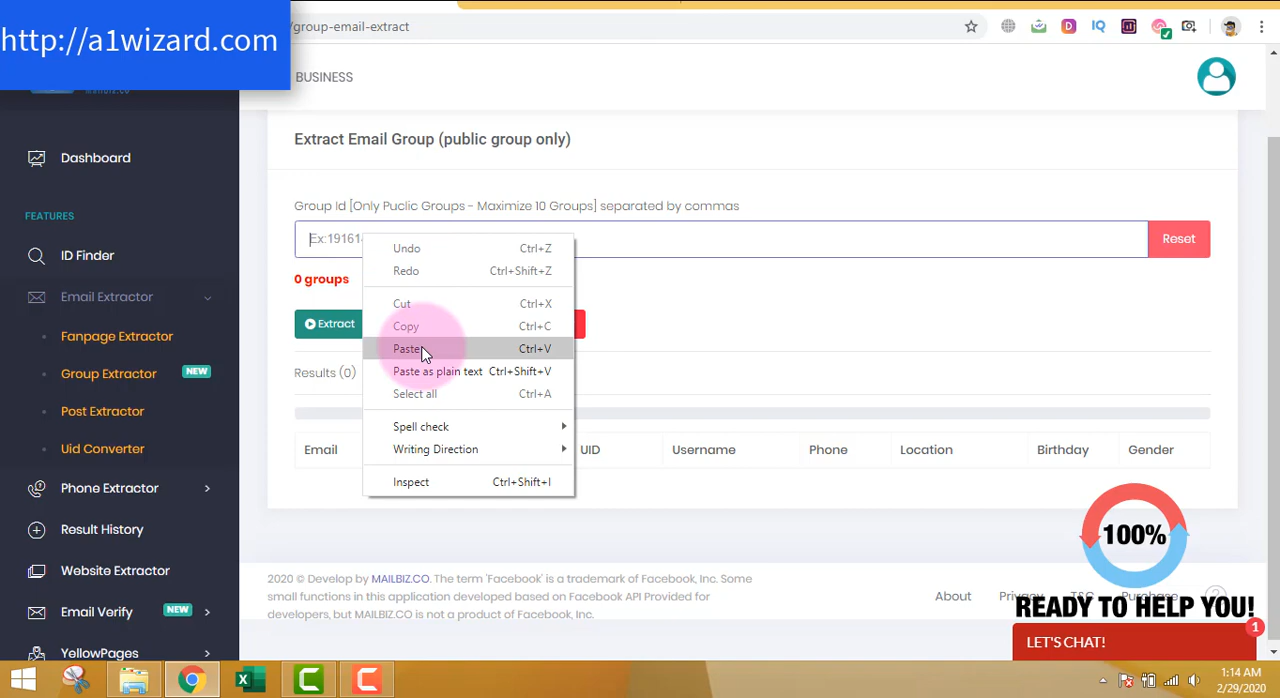 http://a1wizard.com
/group-email-extract
BUSINESS
MAILBIZ.CO
Dashboard
FEATURES
ID Finder
Email Extractor
Fanpage Extractor
Group Extractor NEW
Post Extractor
Uid Converter
Phone Extractor
Result History
Website Extractor
Email Verify NEW
YellowPages
Extract Email Group (public group only)
Group Id [Only Puclic Groups - Maximize 10 Groups] separated by commas
Ex:1916
Reset
0 groups
Extract
Results (0)
Email UID Username Phone Location Birthday Gender
Undo Ctrl+Z
Redo Ctrl+Shift+Z
Cut Ctrl+X
Copy Ctrl+C
Paste Ctrl+V
Paste as plain text Ctrl+Shift+V
Select all Ctrl+A
Spell check
Writing Direction
Inspect Ctrl+Shift+I
2020 © Develop by MAILBIZ.CO. The term 'Facebook' is a trademark of Facebook, Inc. Some
small functions in this application developed based on Facebook API Provided for
developers, but MAILBIZ.CO is not a product of Facebook, Inc.
About Privacy T&C Purchase
100%
READY TO HELP YOU!
LET'S CHAT!
1
1:14 AM
2/29/2020